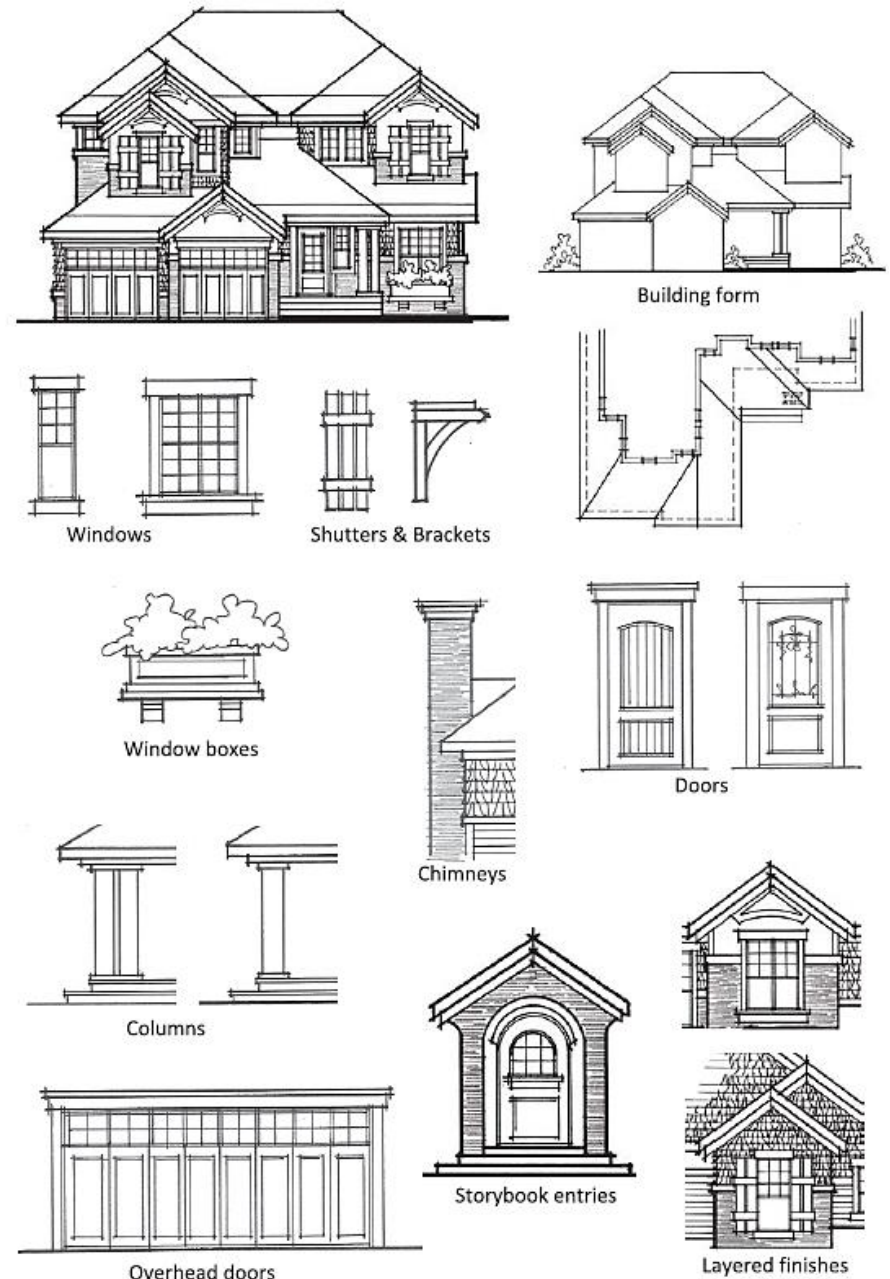 Building form
Windows
Shutters & Brackets
Window boxes
Doors
Chimneys
Columns
Storybook entries
Layered finishes
Overhead doors